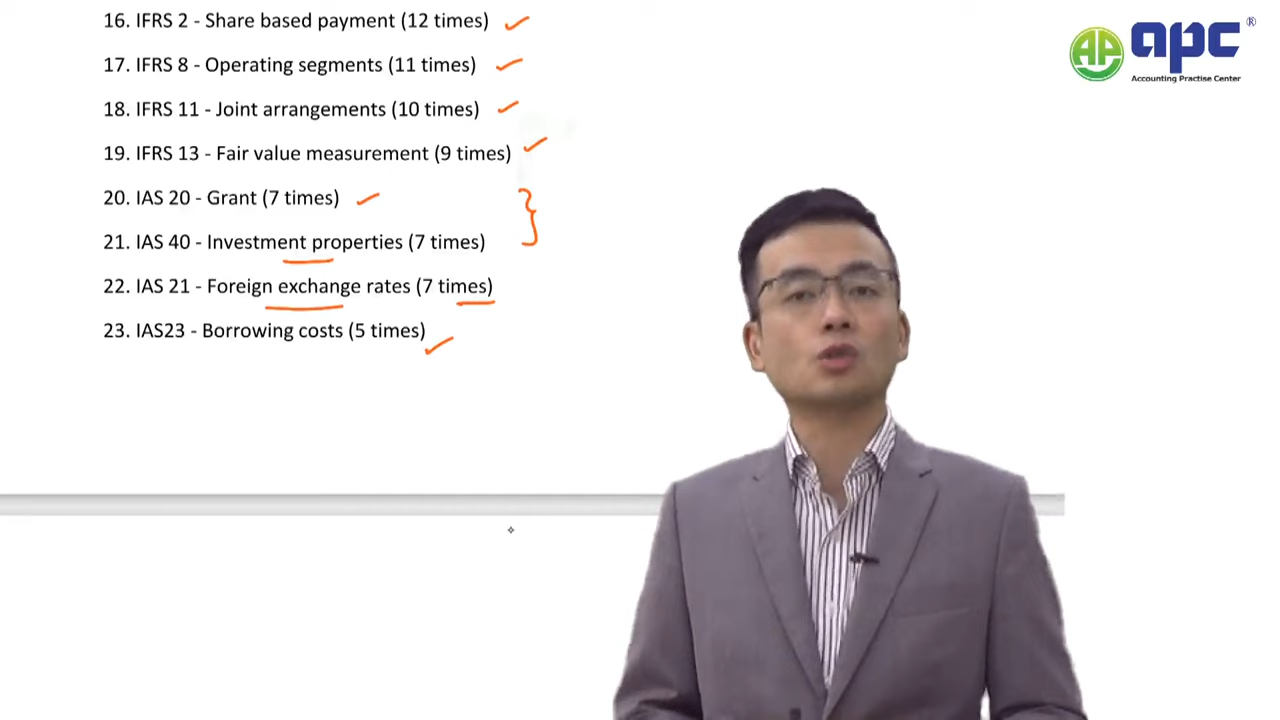 16. IFRS 2 - Share based payment (12 times)
17. IFRS 8 - Operating segments (11 times)
18. IFRS 11 - Joint arrangements (10 times)
19. IFRS 13 - Fair value measurement (9 times)
20. IAS 20 - Grant (7 times)
21. IAS 40 - Investment properties (7 times)
22. IAS 21 - Foreign exchange rates (7 times)
23. IAS23 - Borrowing costs (5 times)
AP apc ®
Accounting Practise Center